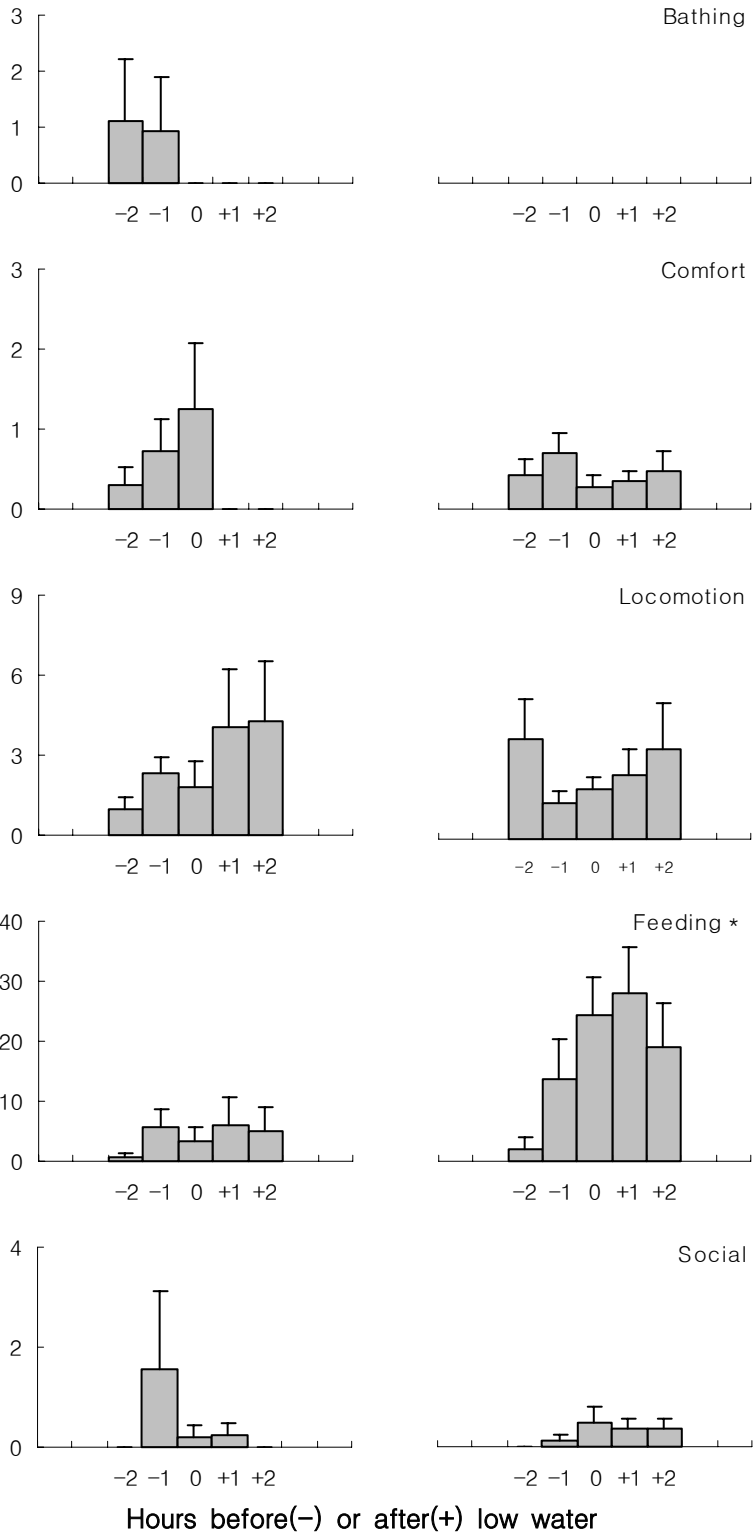 3
Bathing
2
1
0
−2 −1 0 +1 +2
−2 −1 0 +1 +2
3
Comfort
2
1
0
−2 −1 0 +1 +2
−2 −1 0 +1 +2
9
Locomotion
6
3
0
−2 −1 0 +1 +2
−2 −1 0 +1 +2
40
Feeding *
30
20
10
0
−2 −1 0 +1 +2
−2 −1 0 +1 +2
4
Social
2
0
−2 −1 0 +1 +2
−2 −1 0 +1 +2
Hours before(−) or after(+) low water